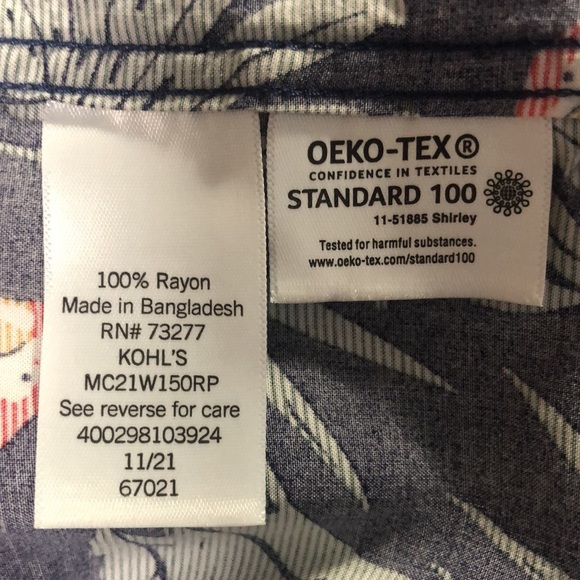 100% Rayon
Made in Bangladesh
RN# 73277
KOHL'S
MC21W150RP
See reverse for care
400298103924
11/21
67021
OEKO-TEX®
CONFIDENCE IN TEXTILES
STANDARD 100
11-51885 Shirley
Tested for harmful substances.
www.oeko-tex.com/standard100